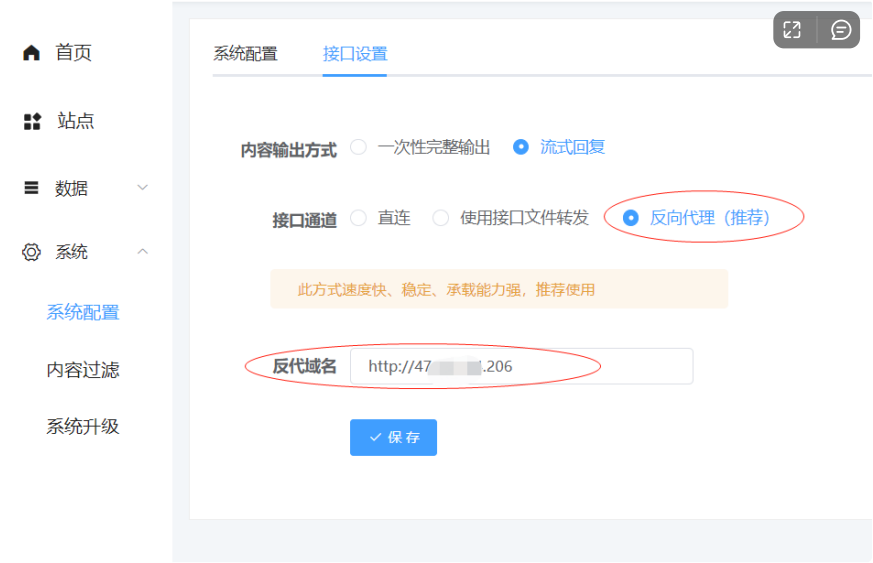 首页
系统配置 接口设置
站点
内容输出方式 一次性完整输出 流式回复
数据
接口通道 直连 使用接口文件转发 反向代理（推荐）
系统
此方式速度快、稳定、承载能力强，推荐使用
系统配置
反代域名 http://47 .206
内容过滤
系统升级
保存